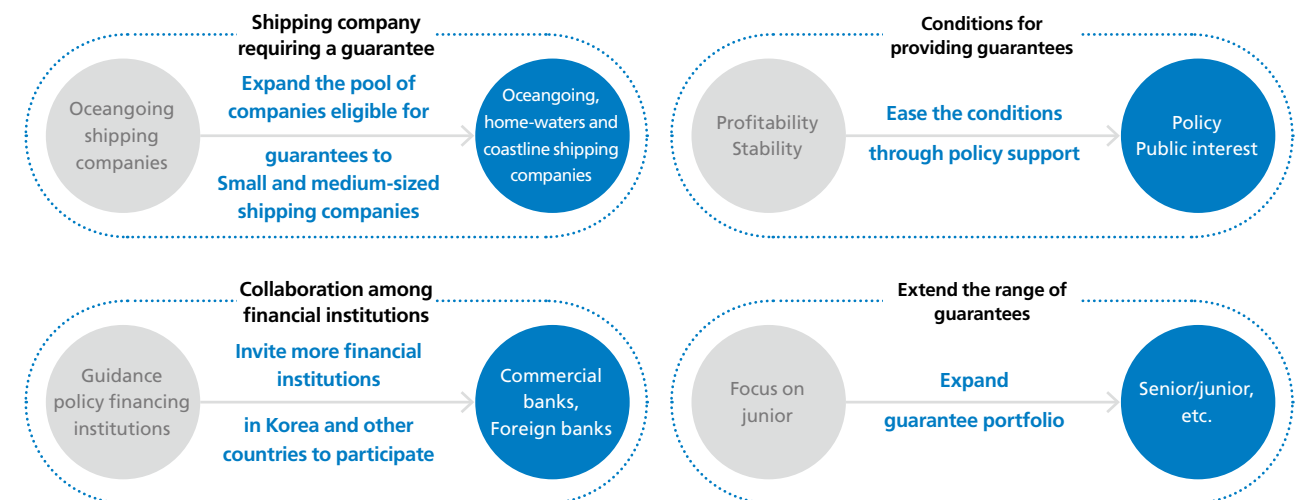 Shipping company
requiring a guarantee
Oceangoing
shipping
companies
Expand the pool of
companies eligible for
guarantees to
Small and medium-sized
shipping companies
Oceangoing,
home-waters and
coastline shipping
companies
Conditions for
providing guarantees
Profitability
Stability
Ease the conditions
through policy support
Policy
Public interest
Collaboration among
financial institutions
Guidance
policy financing
institutions
Invite more financial
institutions
in Korea and other
countries to participate
Commercial
banks,
Foreign banks
Extend the range of
guarantees
Focus on
junior
Expand
guarantee portfolio
Senior/junior,
etc.